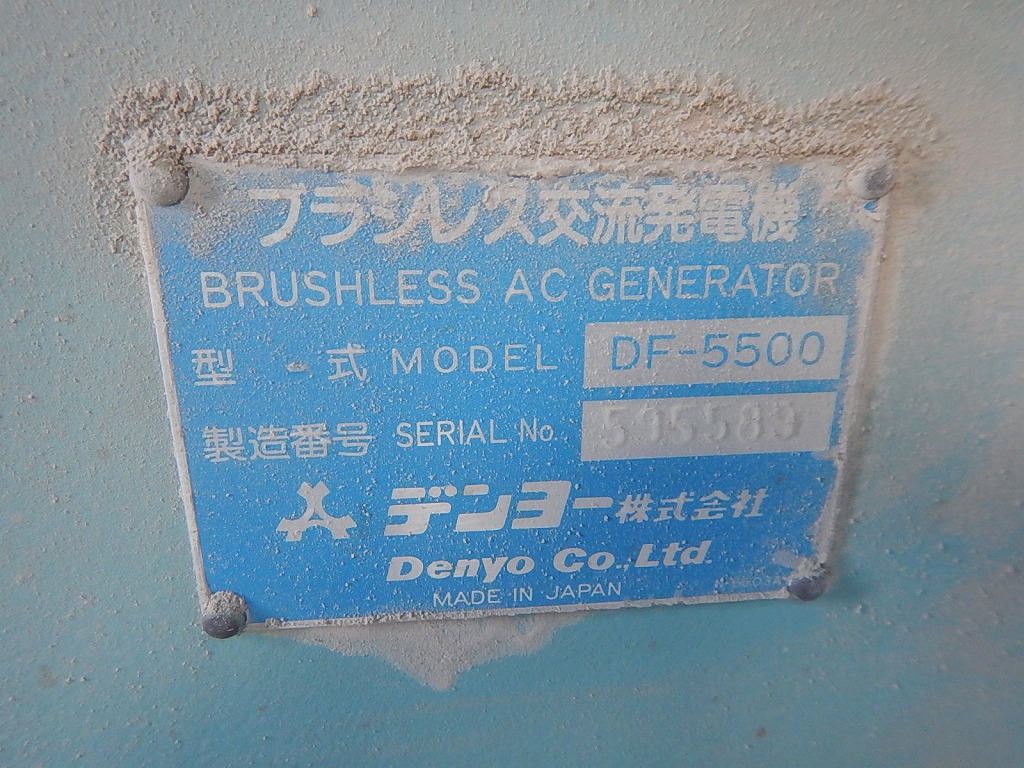 ブラシレス交流発電機
BRUSHLESS AC GENERATOR
型 式 MODEL DF-5500
製造番号 SERIAL No. 595589
デンヨー株式会社
Denyo Co.,Ltd.
MADE IN JAPAN